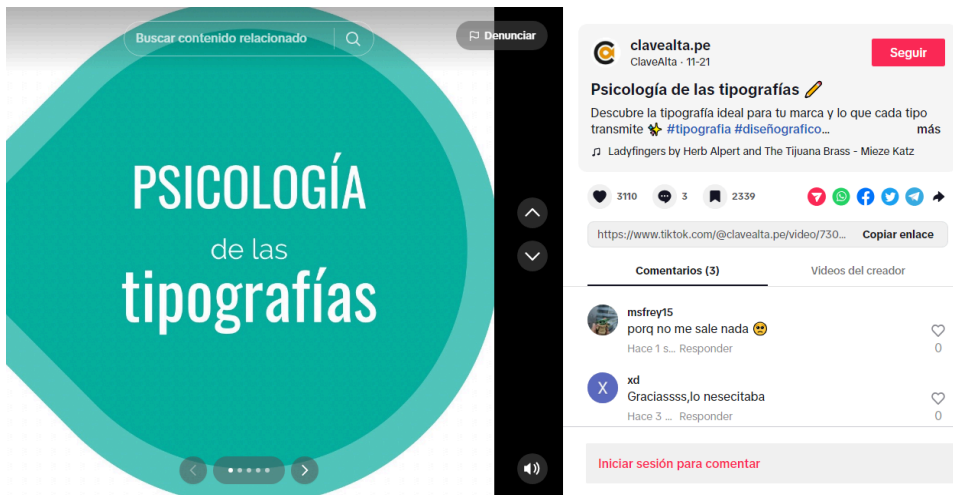 Buscar contenido relacionado
Denunciar
PSICOLOGÍA
de las
tipografías
clavealta.pe
ClaveAlta · 11-21
Seguir
Psicología de las tipografías
Descubre la tipografía ideal para tu marca y lo que cada tipo
transmite ✨ #tipografia #diseñografico... más
Ladyfingers by Herb Alpert and The Tijuana Brass - Mieze Katz
3110 3 2339
https://www.tiktok.com/@clavealta.pe/video/730... Copiar enlace
Comentarios (3) Videos del creador
msfrey15
porq no me sale nada 🥺
Hace 1 s... Responder
0
X
xd
Graciassss,lo nesecitaba
Hace 3 ... Responder
0
Iniciar sesión para comentar